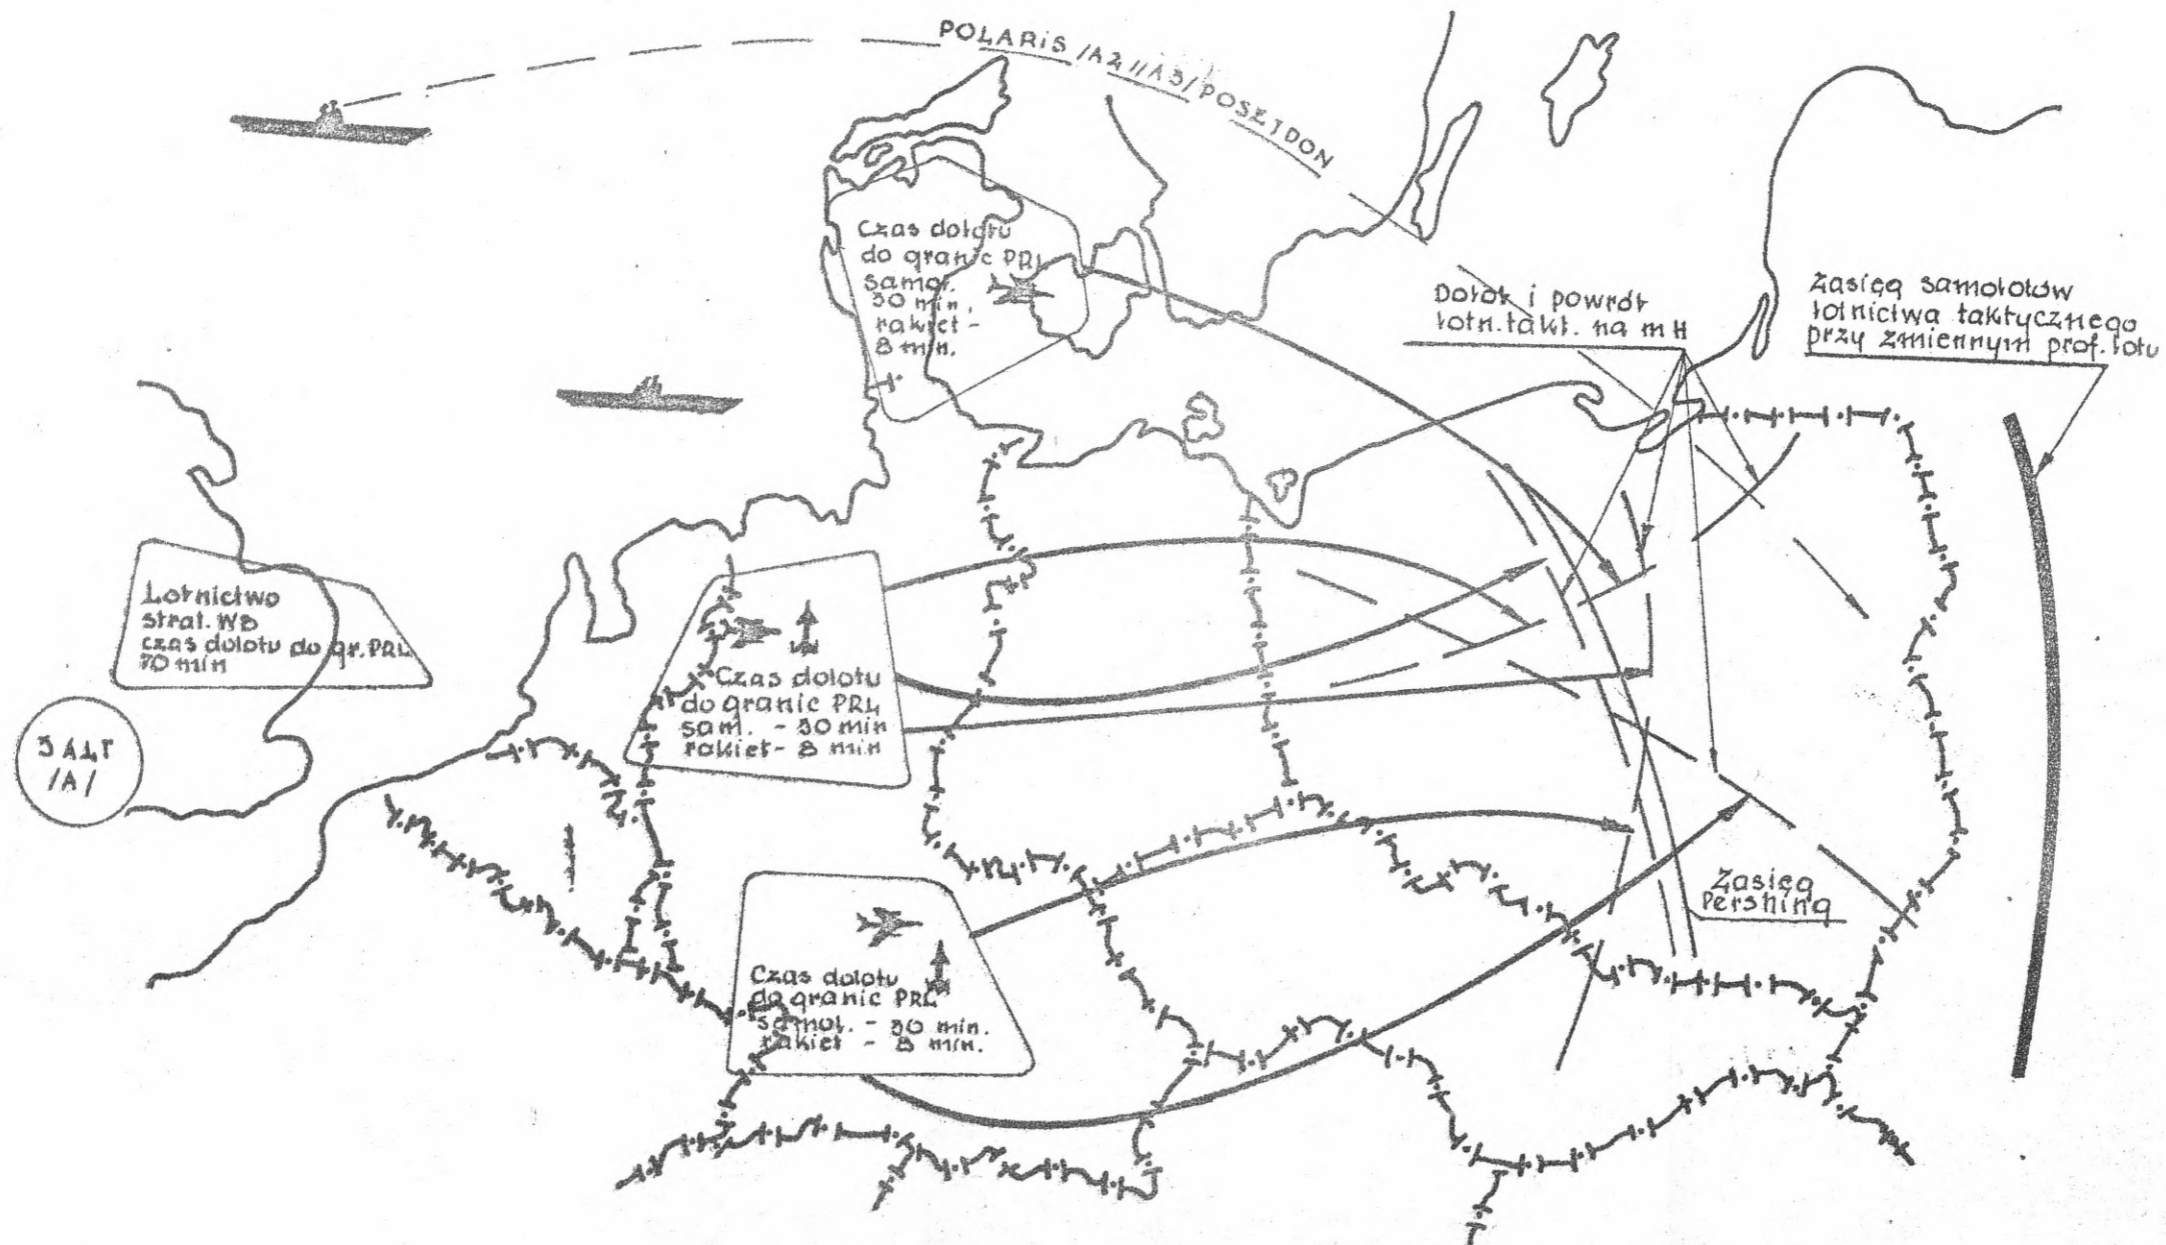 POLARIS /A2 i/A3/ POSEJDON
Czas dolotu
do granic PRL
samol.
30 min,
rakiet -
8 min.
Dolot i powrót
lotn. takt. na mH
Zasięg samolotów
lotnictwa taktycznego
przy zmiennym prof. lotu
Lotnictwo
strat. WB
czas dolotu do gr. PRL
70 min
3 ALT
/A/
Czas dolotu
do granic PRL
sam. - 30 min
rakiet - 8 min
Zasięg
Pershing
Czas dolotu
do granic PRL
samol. - 30 min.
rakiet - 8 min.